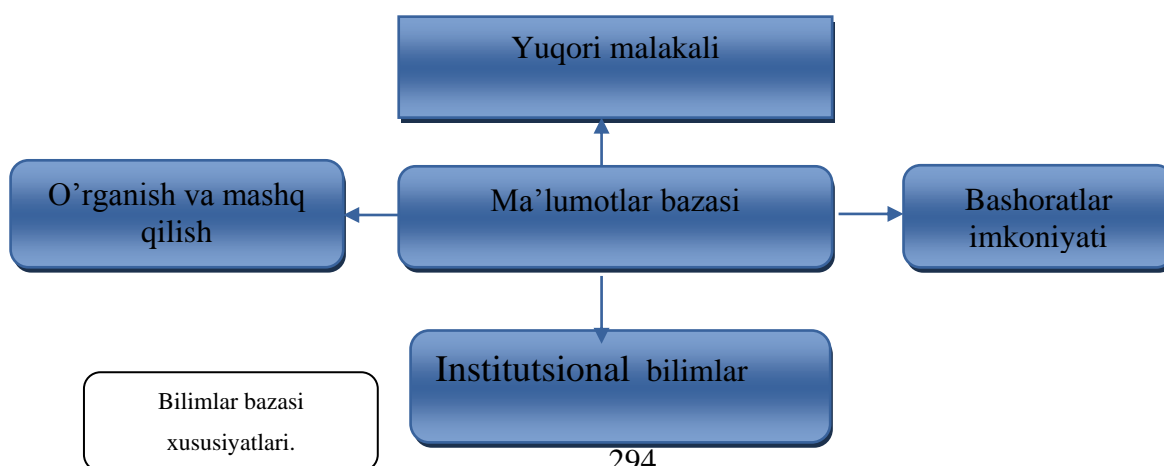 Yuqori malakali
O’rganish va mashq
qilish
Ma’lumotlar bazasi
Bashoratlar
imkoniyati
Institutsional bilimlar
Bilimlar bazasi
xususiyatlari.
294